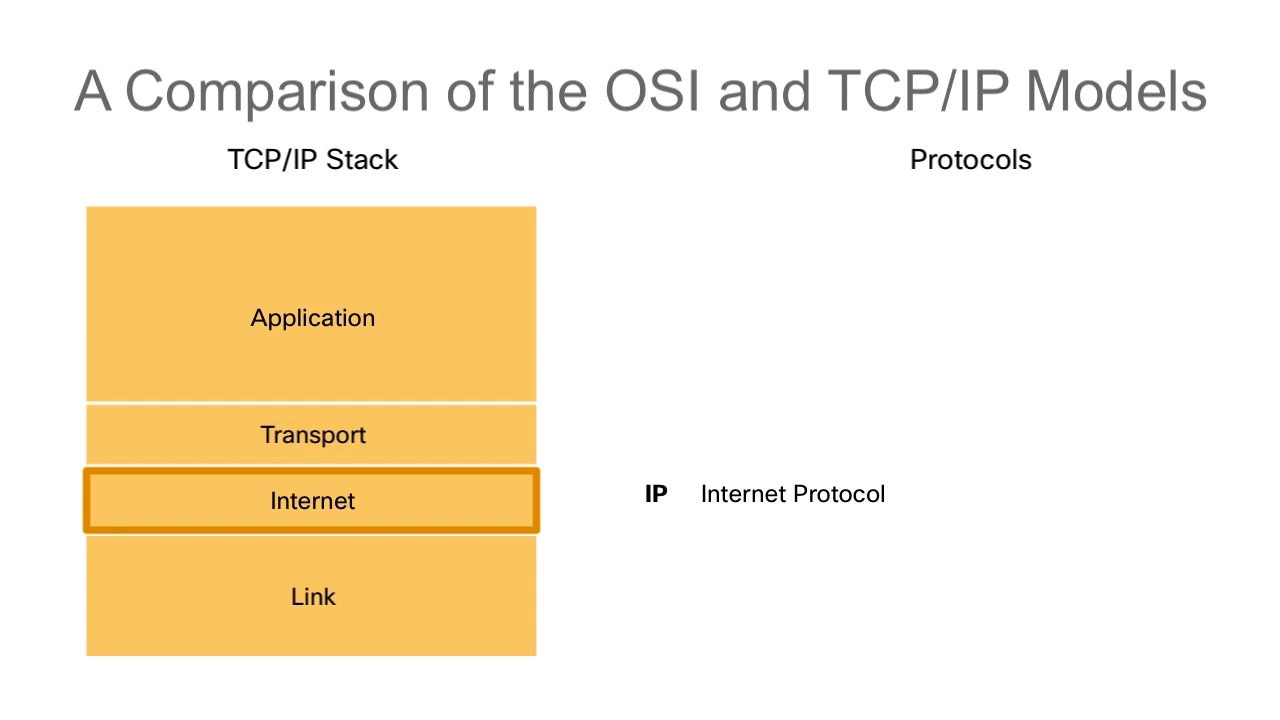 A Comparison of the OSI and TCP/IP Models
TCP/IP Stack
Protocols
Application
Transport
Internet
IP Internet Protocol
Link